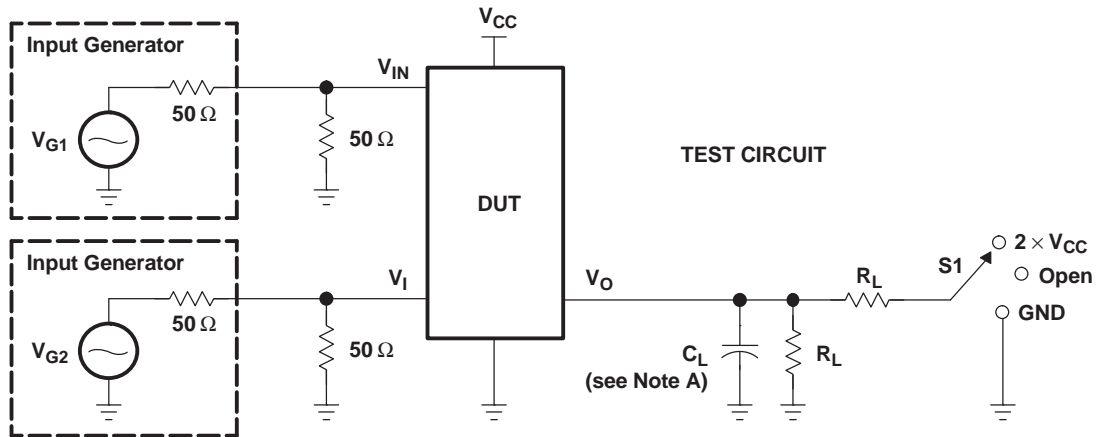 V_CC
Input Generator
V_IN
50 Ω
V_G1
50 Ω
TEST CIRCUIT
DUT
Input Generator
V_I
50 Ω
V_G2
50 Ω
V_O
R_L
S1
2 × V_CC
Open
GND
C_L
(see Note A)
R_L